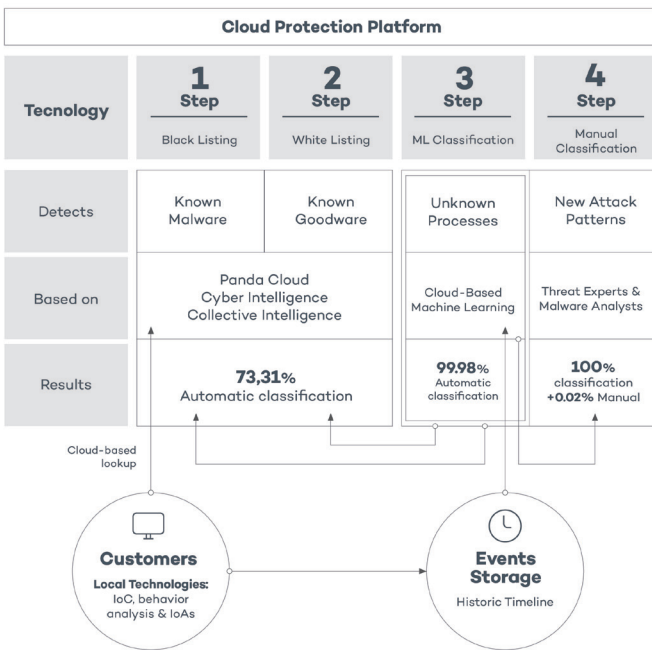 Cloud Protection Platform
Tecnology
1
Step
Black Listing
2
Step
White Listing
3
Step
ML Classification
4
Step
Manual
Classification
Detects
Known
Malware
Known
Goodware
Unknown
Processes
New Attack
Patterns
Based on
Panda Cloud
Cyber Intelligence
Collective Intelligence
Cloud-Based
Machine Learning
Threat Experts &
Malware Analysts
Results
73,31%
Automatic classification
99.98%
Automatic
classification
100%
classification
+0.02% Manual
Cloud-based
lookup
Customers
Local Technologies:
IoC, behavior
analysis & IoAs
Events
Storage
Historic Timeline